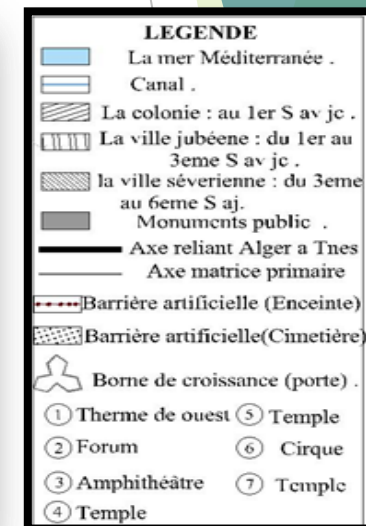 LEGENDE
La mer Méditerranée .
Canal .
La colonie : au 1er S av jc .
La ville jubéene : du 1er au
3eme S av jc .
la ville séverienne : du 3eme
au 6eme S aj.
Monuments public .
Axe reliant Alger a Tnes
Axe matrice primaire
Barrière artificielle (Enceinte)
Barrière artificielle(Cimetière)
Borne de croissance (porte) .
1 Therme de ouest 5 Temple
2 Forum 6 Cirque
3 Amphithéâtre 7 Temple
4 Temple